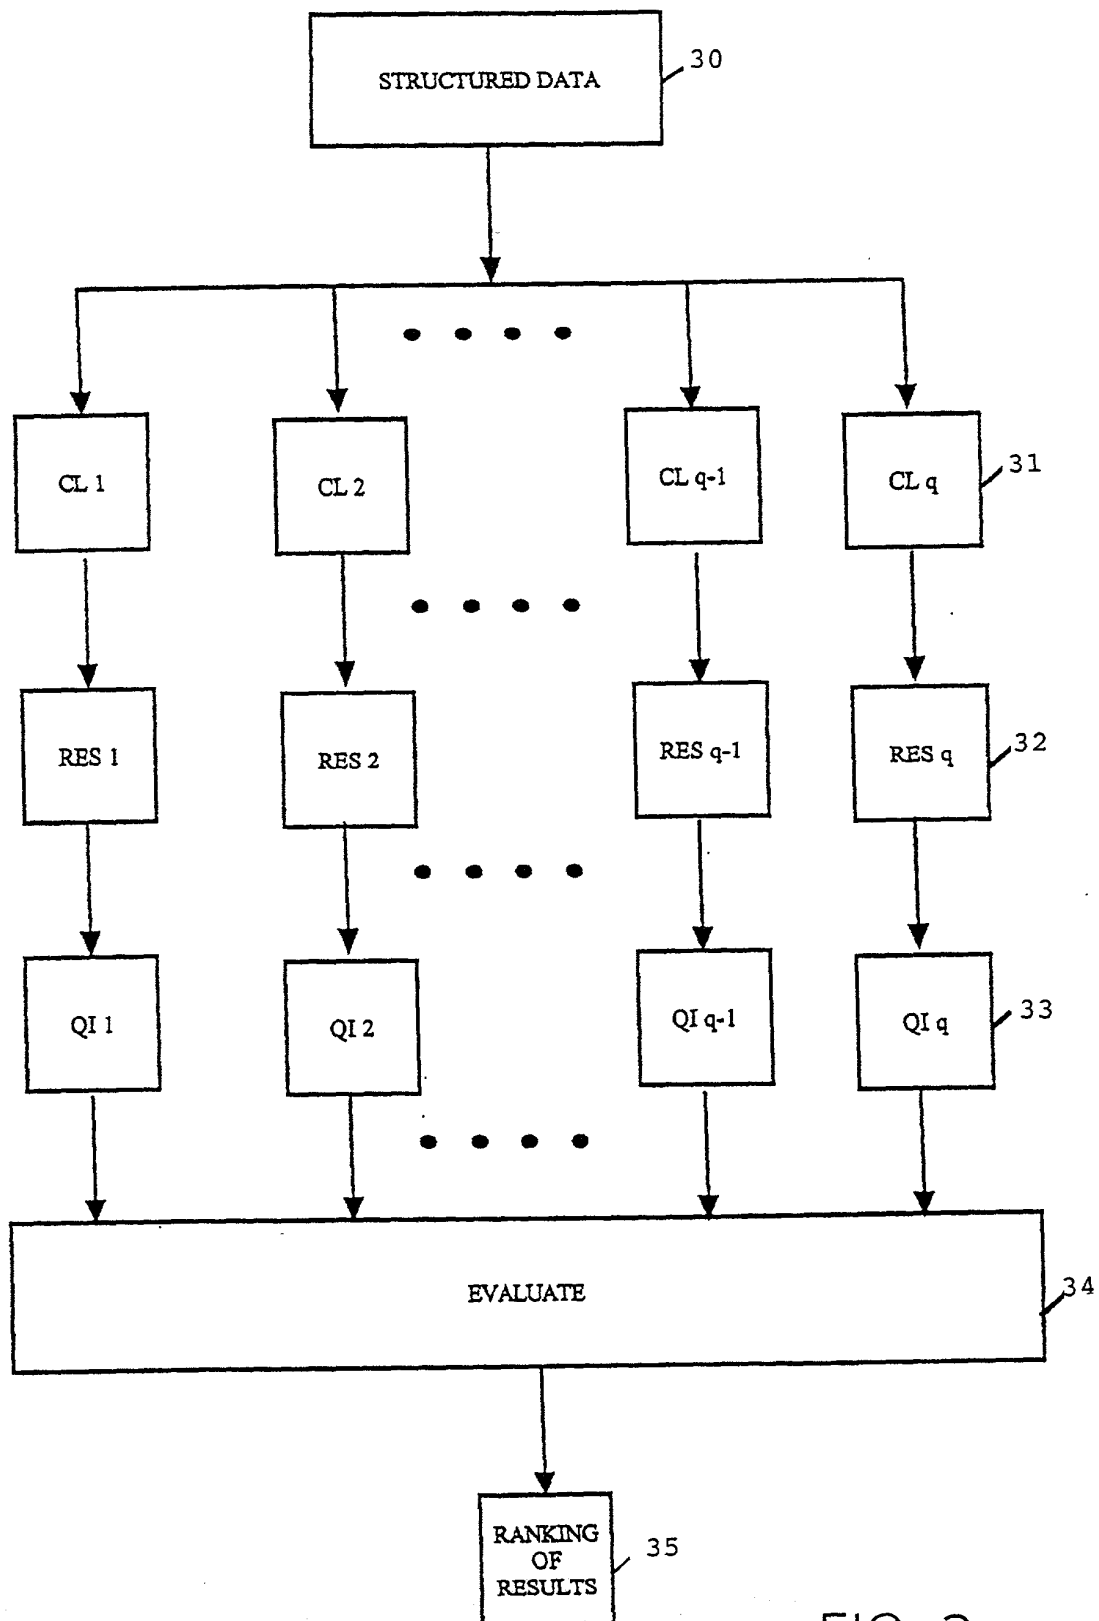 STRUCTURED DATA
30
CL 1
CL 2
CL q-1
CL q
31
RES 1
RES 2
RES q-1
RES q
32
QI 1
QI 2
QI q-1
QI q
33
EVALUATE
34
RANKING
OF
RESULTS
35